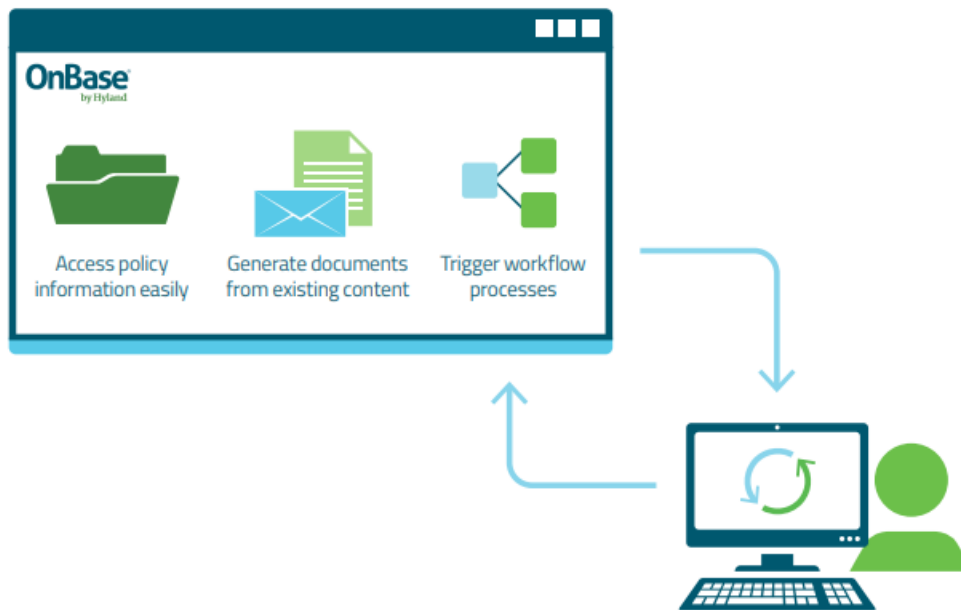 OnBase®
by Hyland
Access policy
information easily
Generate documents
from existing content
Trigger workflow
processes